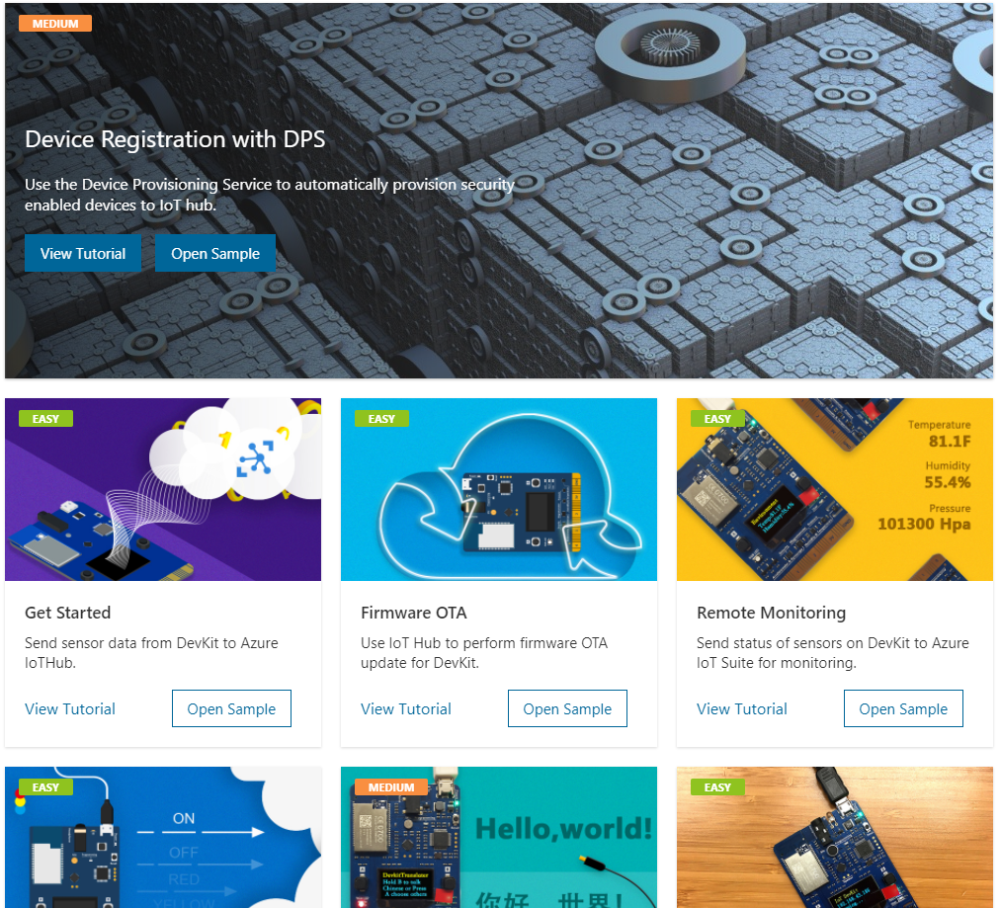 MEDIUM
Device Registration with DPS
Use the Device Provisioning Service to automatically provision security
enabled devices to IoT hub.
View Tutorial
Open Sample
EASY
Get Started
Send sensor data from DevKit to Azure
IoTHub.
View Tutorial
Open Sample
EASY
Firmware OTA
Use IoT Hub to perform firmware OTA
update for DevKit.
View Tutorial
Open Sample
EASY
Temperature
81.1F
Humidity
55.4%
Pressure
101300 Hpa
Environment
Remote Monitoring
Send status of sensors on DevKit to Azure
IoT Suite for monitoring.
View Tutorial
Open Sample
EASY
ON
OFF
RED
YELLOW
MEDIUM
Hello,world!
你好，世界！
DevkitTranslator
Hold B to talk
Chinese or Press
A choose others
EASY
IoT DevKit